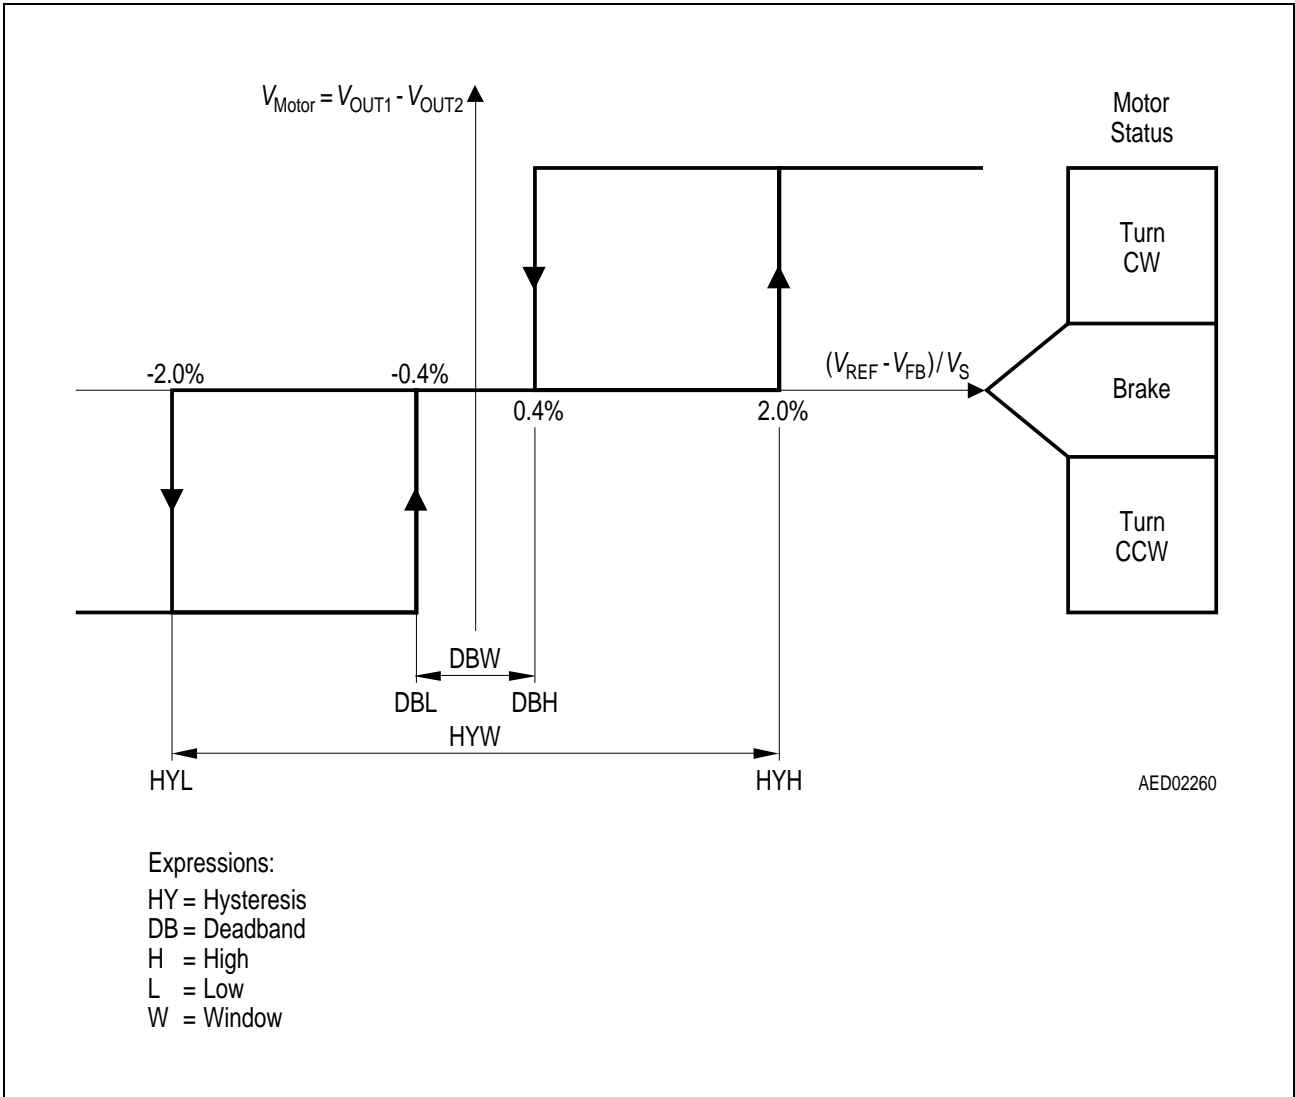 V_Motor = V_OUT1 - V_OUT2
Motor
Status
Turn
CW
(V_REF - V_FB) / V_S
-2.0%
-0.4%
Brake
0.4%
2.0%
Turn
CCW
DBW
DBL
DBH
HYW
HYL
HYH
AED02260
Expressions:
HY = Hysteresis
DB = Deadband
H = High
L = Low
W = Window